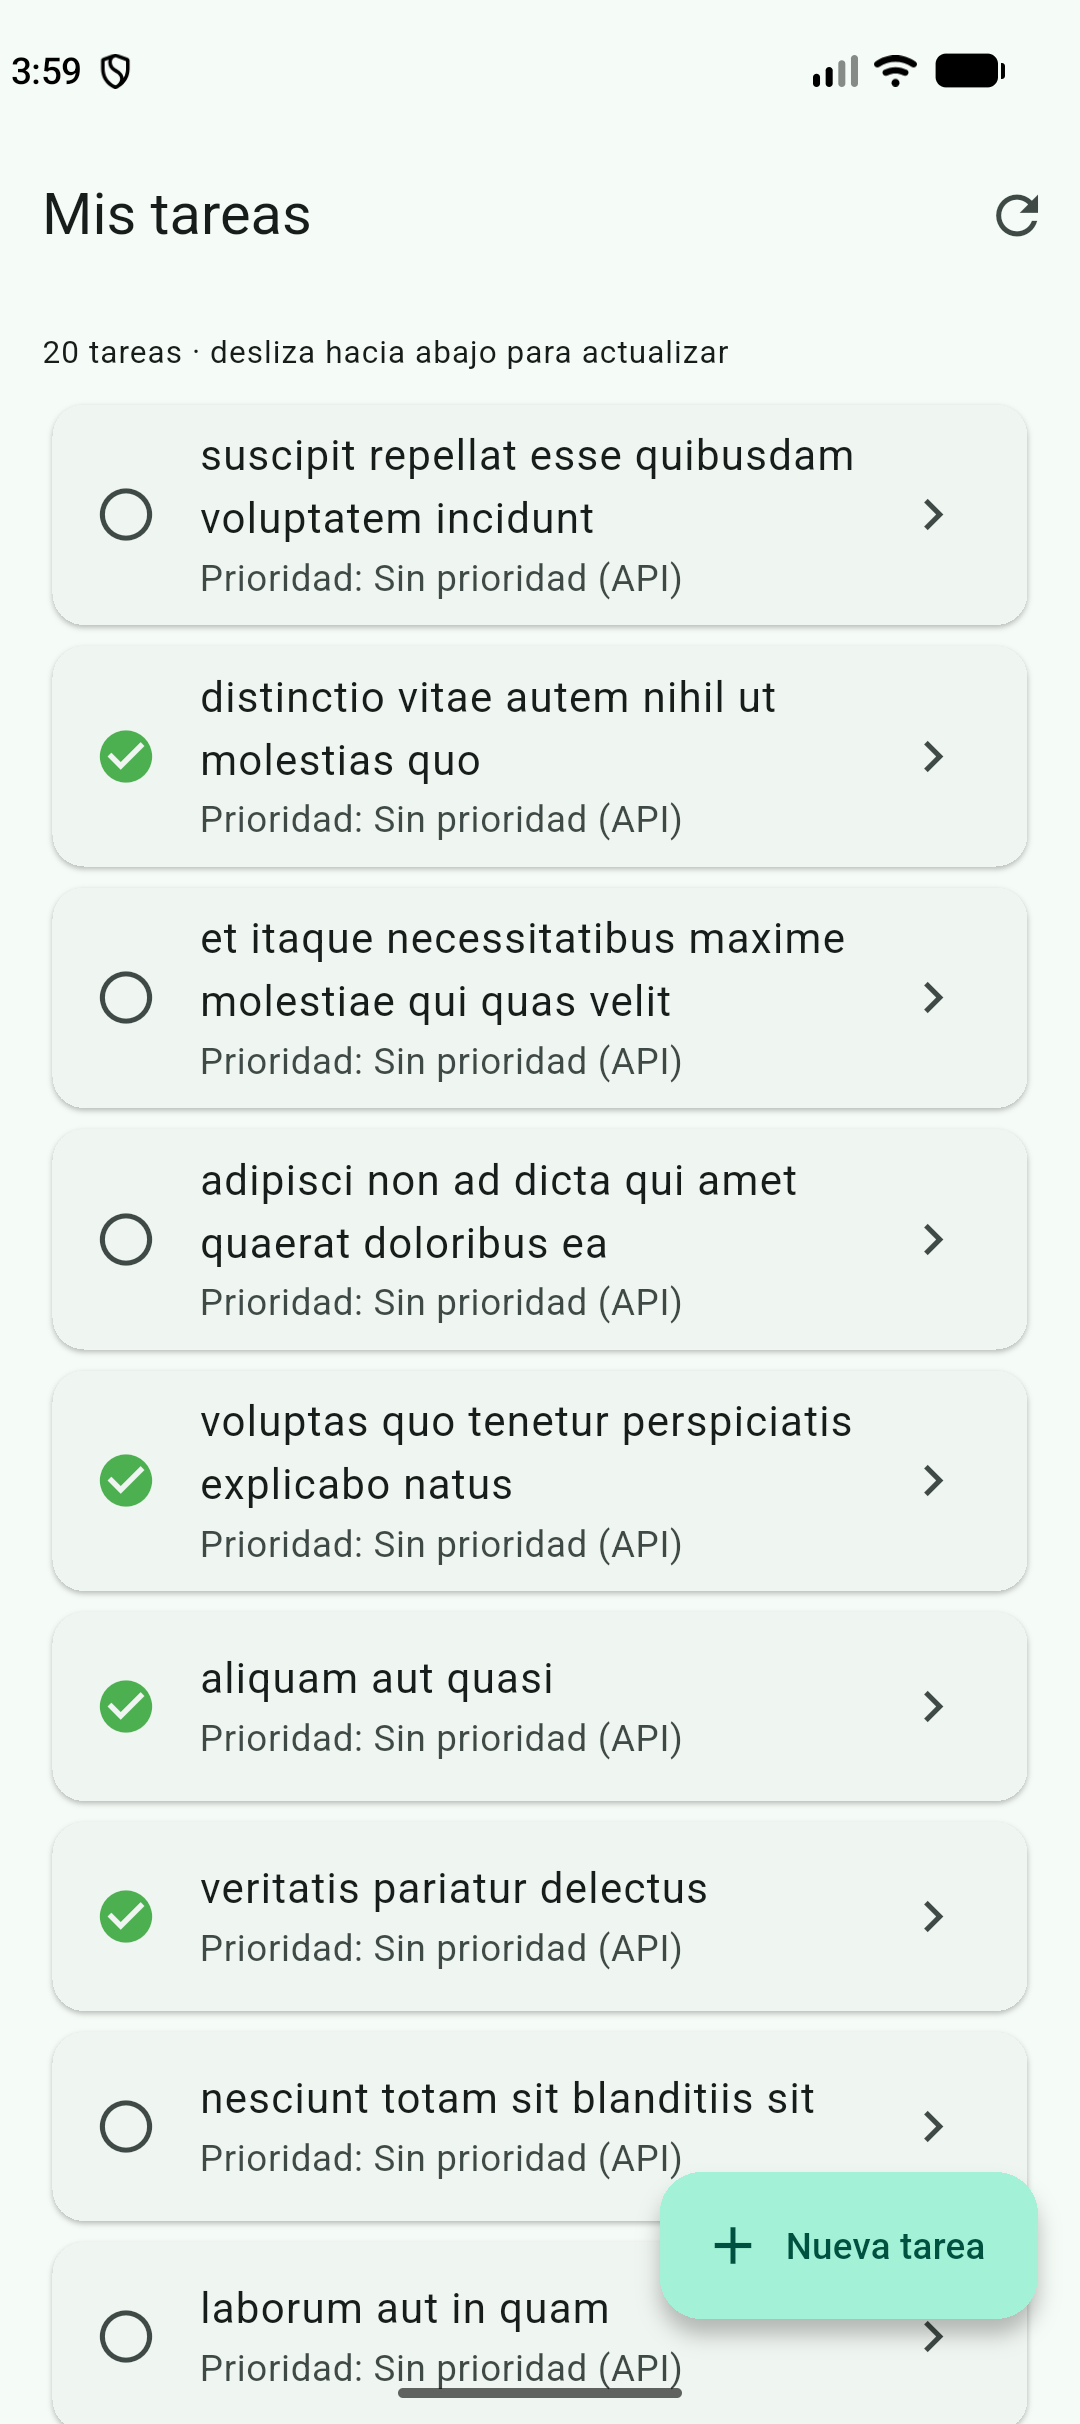 3:59
Mis tareas
20 tareas · desliza hacia abajo para actualizar
suscipit repellat esse quibusdam
voluptatem incidunt
Prioridad: Sin prioridad (API)
distinctio vitae autem nihil ut
molestias quo
Prioridad: Sin prioridad (API)
et itaque necessitatibus maxime
molestiae qui quas velit
Prioridad: Sin prioridad (API)
adipisci non ad dicta qui amet
quaerat doloribus ea
Prioridad: Sin prioridad (API)
voluptas quo tenetur perspiciatis
explicabo natus
Prioridad: Sin prioridad (API)
aliquam aut quasi
Prioridad: Sin prioridad (API)
veritatis pariatur delectus
Prioridad: Sin prioridad (API)
nesciunt totam sit blanditiis sit
Prioridad: Sin prioridad (API)
Nueva tarea
laborum aut in quam
Prioridad: Sin prioridad (API)